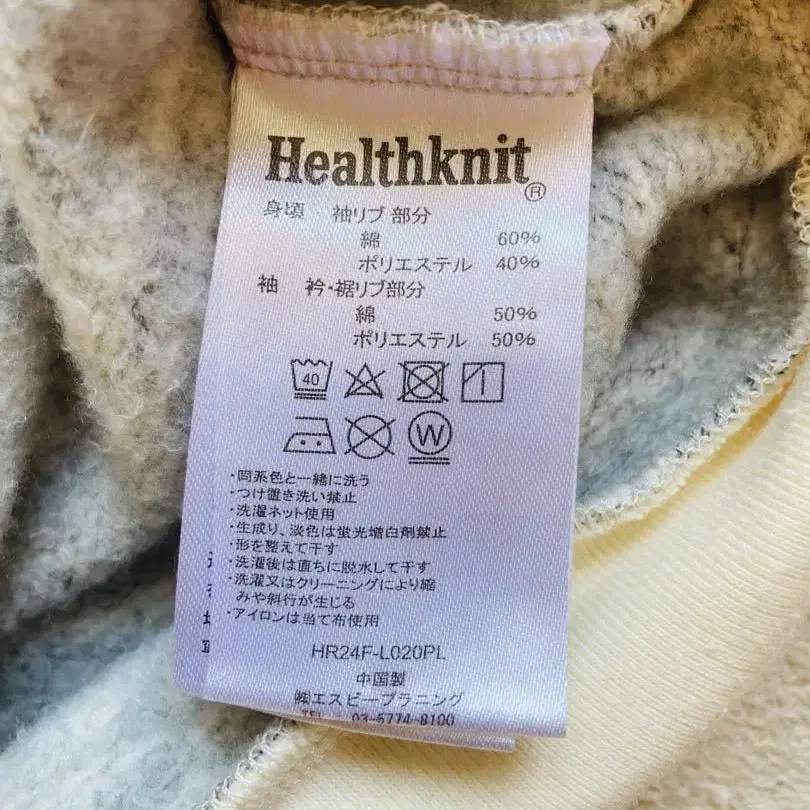 Healthknit®
身頃 袖リブ部分
綿 60%
ポリエステル 40%
袖 衿・裾リブ部分
綿 50%
ポリエステル 50%
40
W
・同系色と一緒に洗う
・つけ置き洗い禁止
・洗濯ネット使用
・生成り、淡色は蛍光増白剤禁止
・形を整えて干す
・洗濯後は直ちに脱水して干す
・洗濯又はクリーニングにより縮
みや斜行が生じる
・アイロンは当て布使用
HR24F-L020PL
中国製
㈱エスピープラニング
TEL : 03-5774-8100